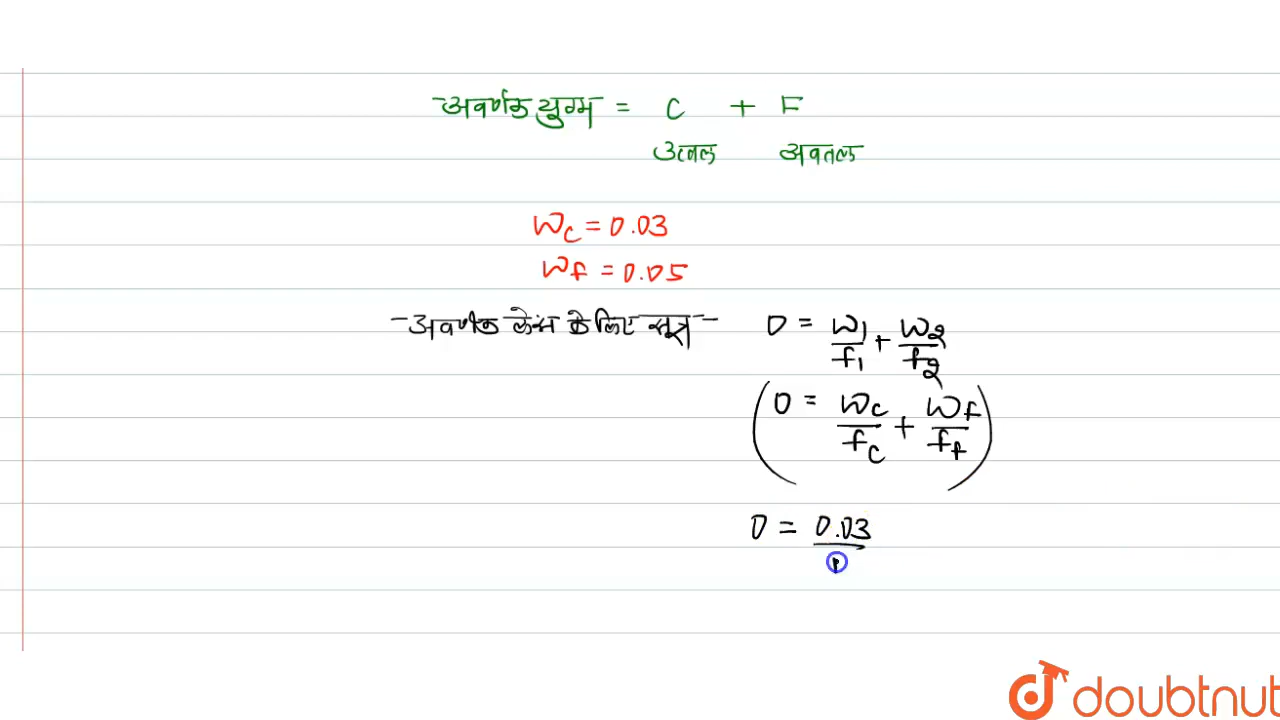 अवर्णक युग्म = C + F
उत्तल अवतल
ωc = 0.03
ωf = 0.05
अवर्णक लेंस के लिए सूत्र 0 = ω1/f1 + ω2/f2
(0 = ωc/fc + ωf/ff)
0 = 0.03/
doubtnut